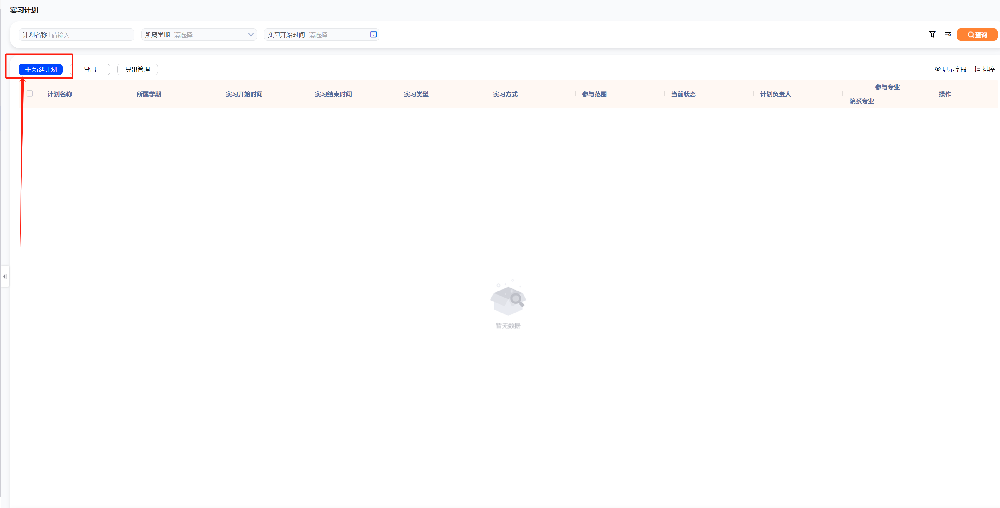 实习计划
计划名称 请输入 所属学期 请选择 实习开始时间 请选择 7 查询
新建计划 导出 导出管理 显示字段 排序
计划名称 所属学期 实习开始时间 实习结束时间 实习类型 实习方式 参与范围 当前状态 计划负责人 参与专业 操作
院系专业
暂无数据